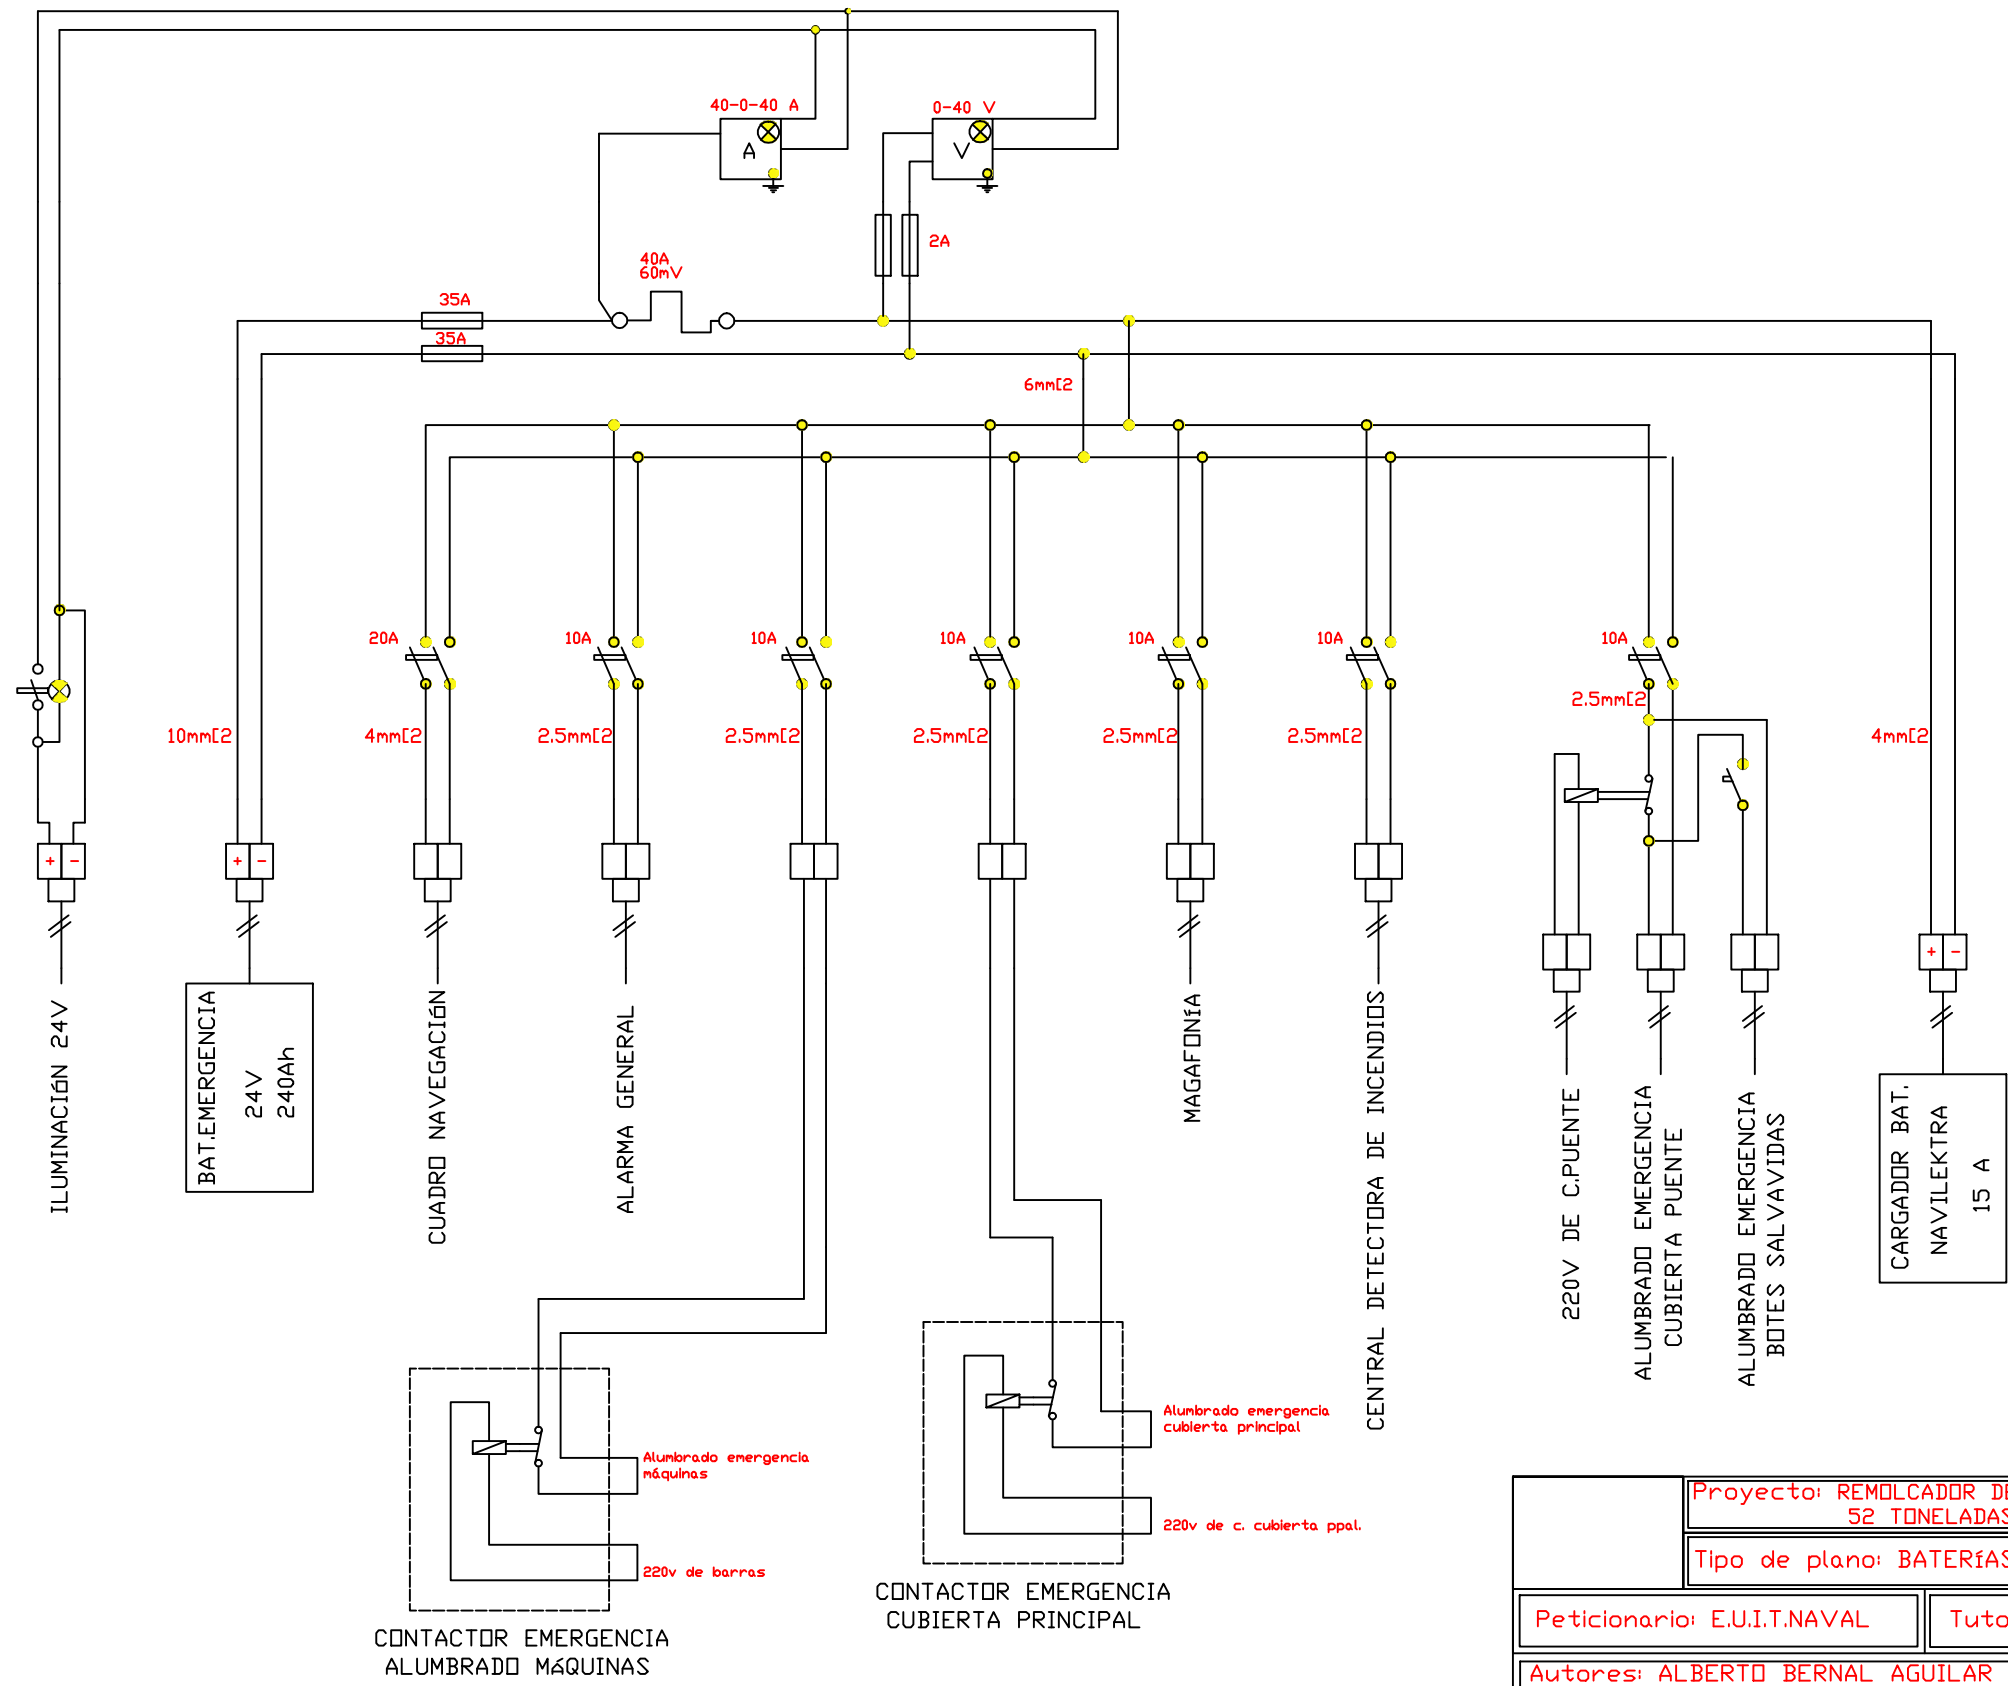 40-0-40 A
0-40 V
A
V
2A
40A
60mV
35A
35A
6mm[2
20A
10A
10A
10A
10A
10A
10A
2.5mm[2
10mm[2
4mm[2
2.5mm[2
2.5mm[2
2.5mm[2
2.5mm[2
2.5mm[2
4mm[2
+ -
+ -
+ -
ILUMINACIóN 24V
BAT.EMERGENCIA
24V
240Ah
CUADRO NAVEGACIóN
ALARMA GENERAL
MAGAFONíA
CENTRAL DETECTORA DE INCENDIOS
220V DE C.PUENTE
ALUMBRADO EMERGENCIA
CUBIERTA PUENTE
ALUMBRADO EMERGENCIA
BOTES SALVAVIDAS
CARGADOR BAT.
NAVILEKTRA
15 A
Alumbrado emergencia
máquinas
220v de barras
CONTACTOR EMERGENCIA
ALUMBRADO MáQUINAS
Alumbrado emergencia
cubierta principal
220v de c. cubierta ppal.
CONTACTOR EMERGENCIA
CUBIERTA PRINCIPAL
Proyecto: REMOLCADOR DE
52 TONELADAS
Tipo de plano: BATERíAS
Peticionario: E.U.I.T.NAVAL
Tuto
Autores: ALBERTO BERNAL AGUILAR